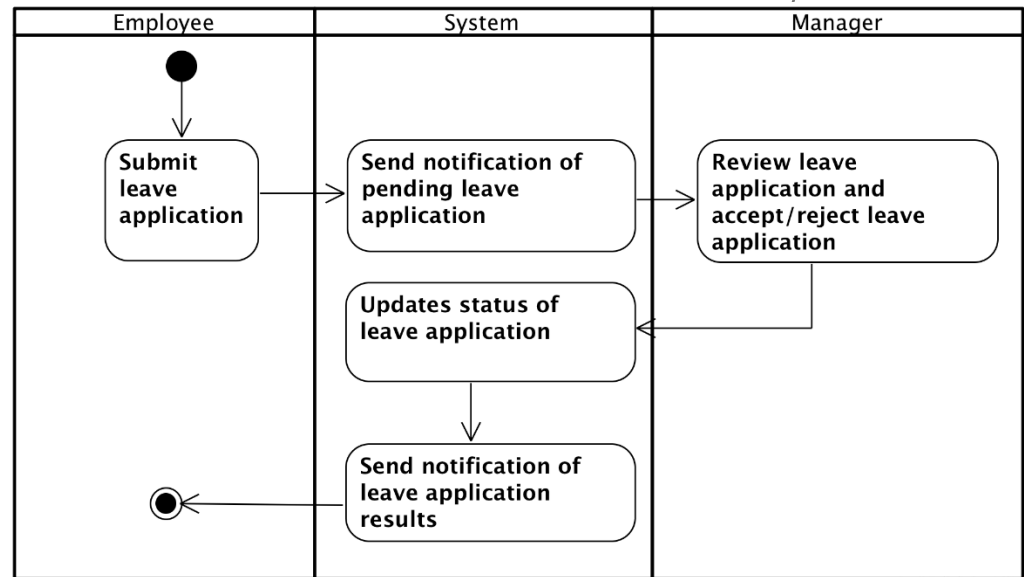 Employee
System
Manager
Submit
leave
application
Send notification of
pending leave
application
Review leave
application and
accept/reject leave
application
Updates status of
leave application
Send notification of
leave application
results